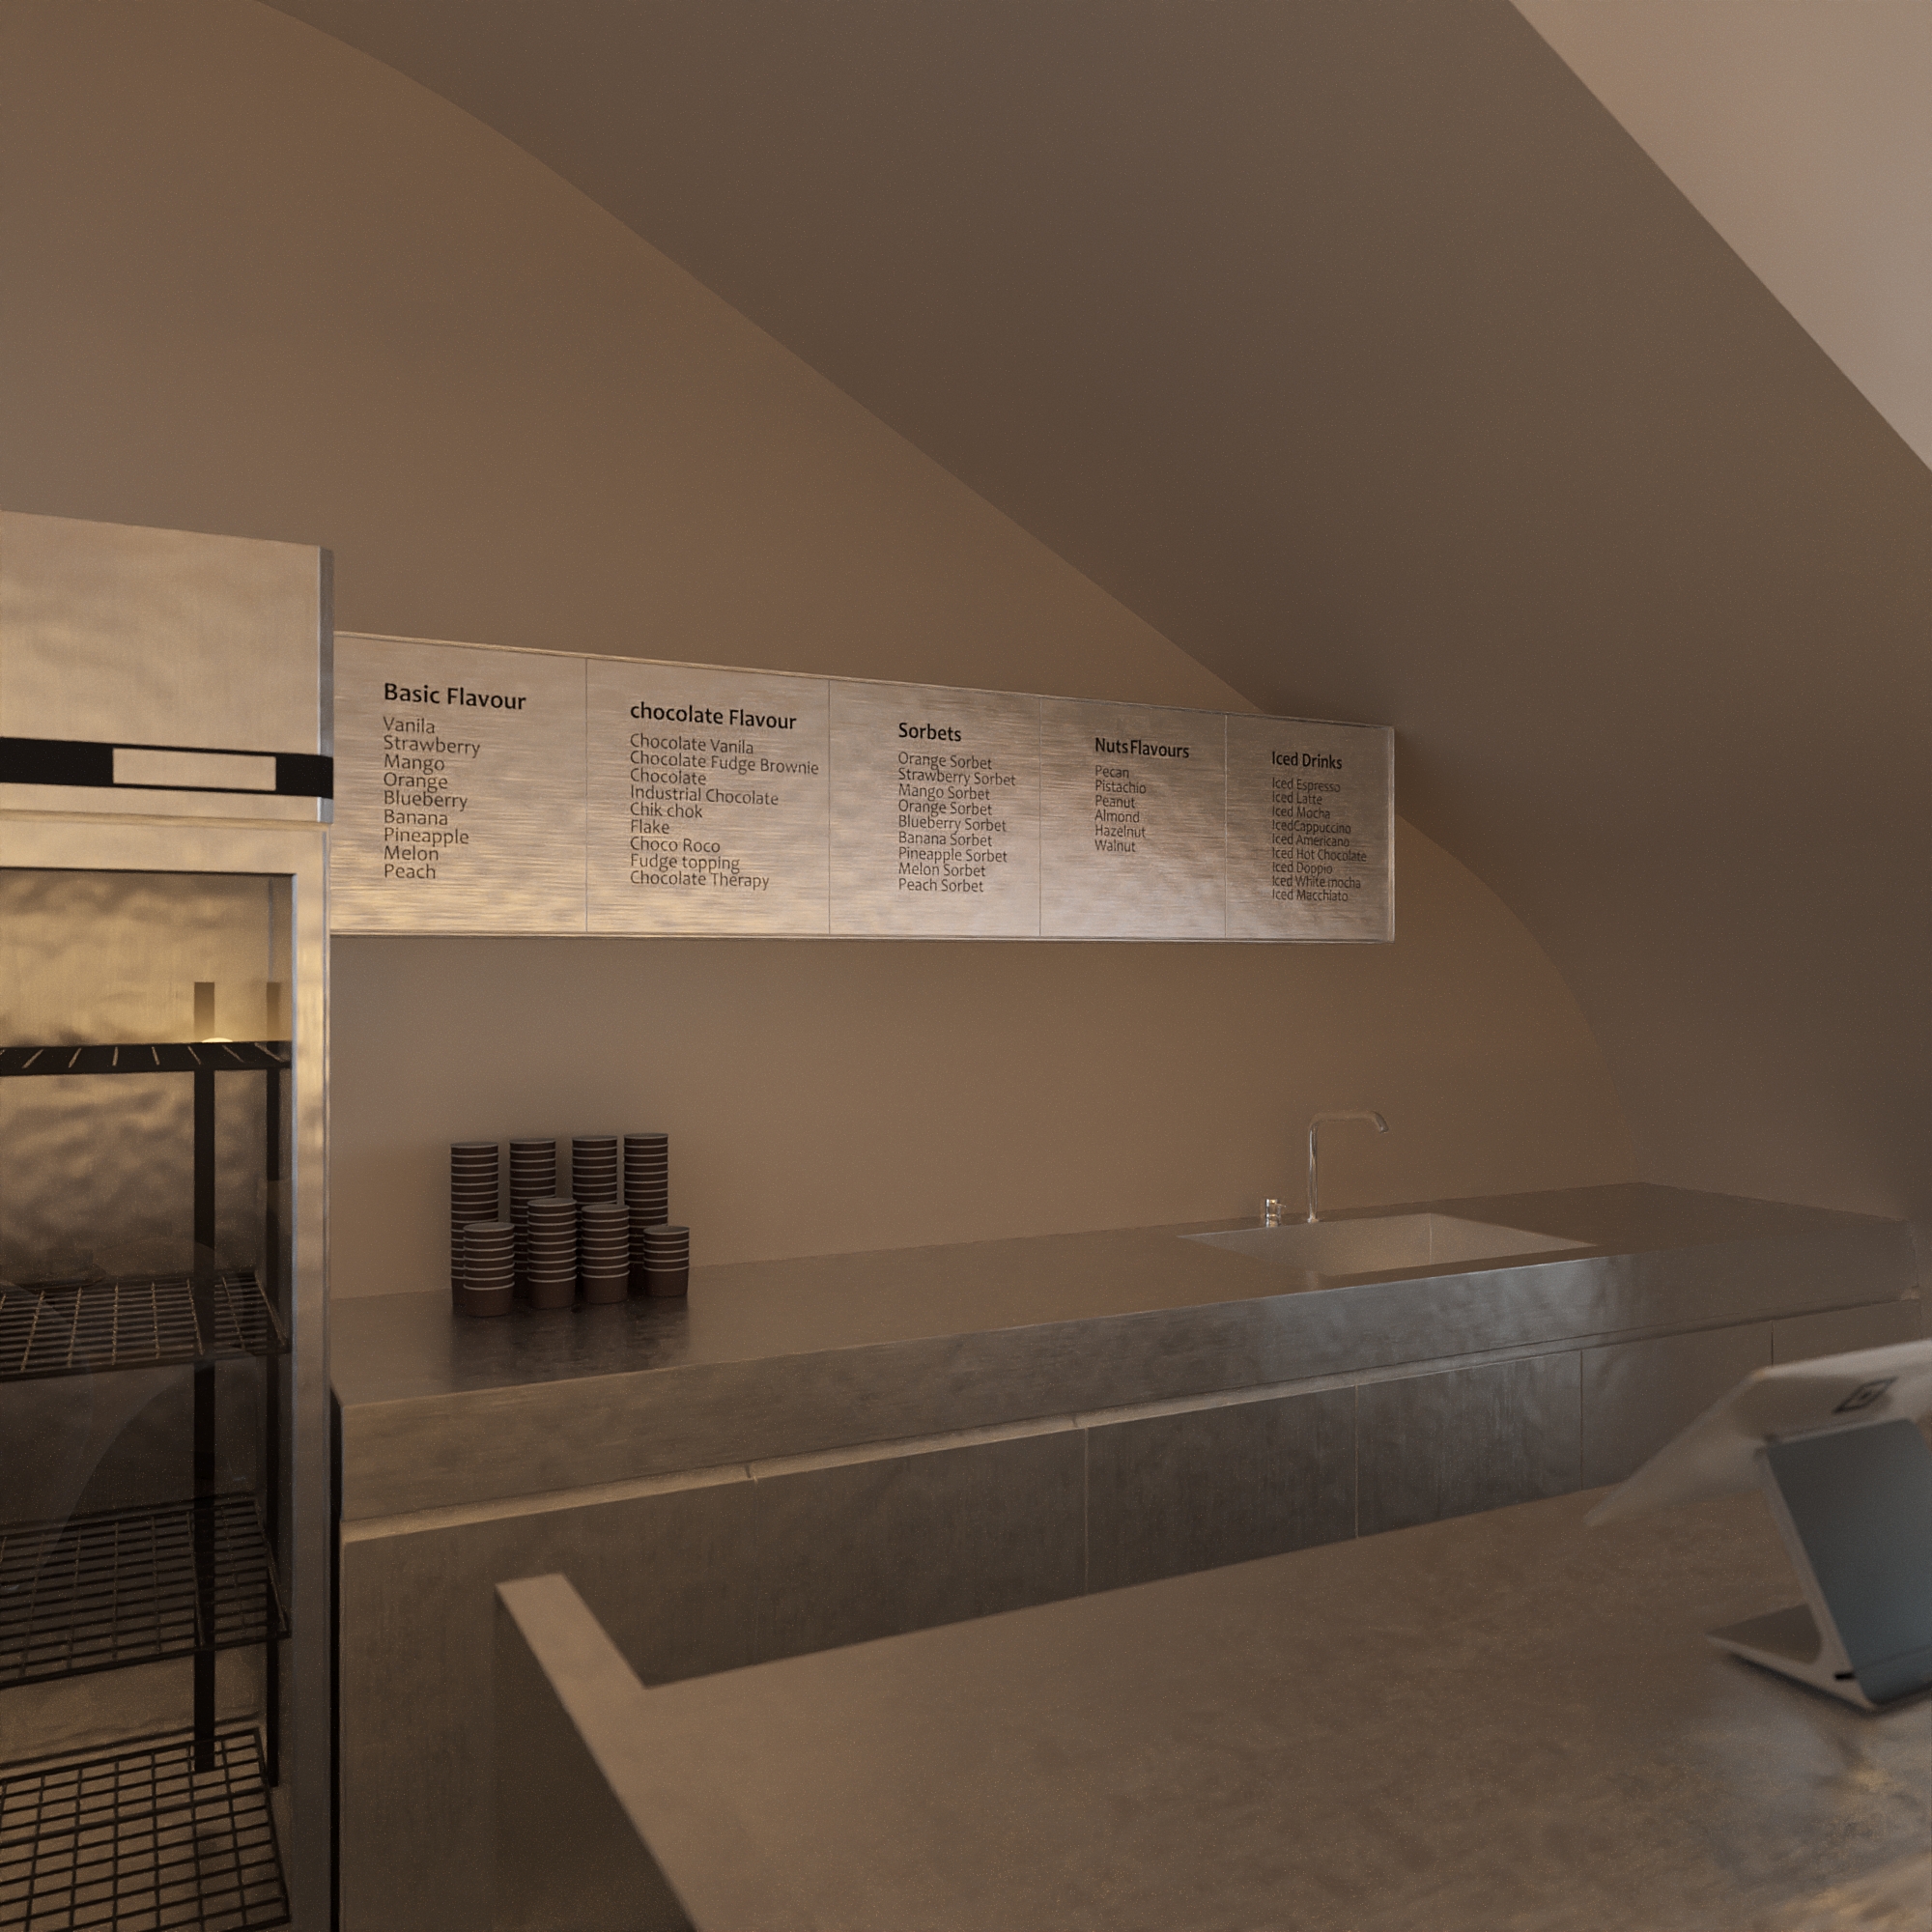 Basic Flavour
Vanila
Strawberry
Mango
Orange
Blueberry
Banana
Pineapple
Melon
Peach
chocolate Flavour
Chocolate Vanila
Chocolate Fudge Brownie
Chocolate
Industrial Chocolate
Chik chok
Flake
Choco Roco
Fudge topping
Chocolate Therapy
Sorbets
Orange Sorbet
Strawberry Sorbet
Mango Sorbet
Orange Sorbet
Blueberry Sorbet
Banana Sorbet
Pineapple Sorbet
Melon Sorbet
Peach Sorbet
Nuts Flavours
Pecan
Pistachio
Peanut
Almond
Hazelnut
Walnut
Iced Drinks
Iced Espresso
Iced Latte
Iced Mocha
IcedCappuccino
Iced Americano
Iced Hot Chocolate
Iced Doppio
Iced White mocha
Iced Macchiato